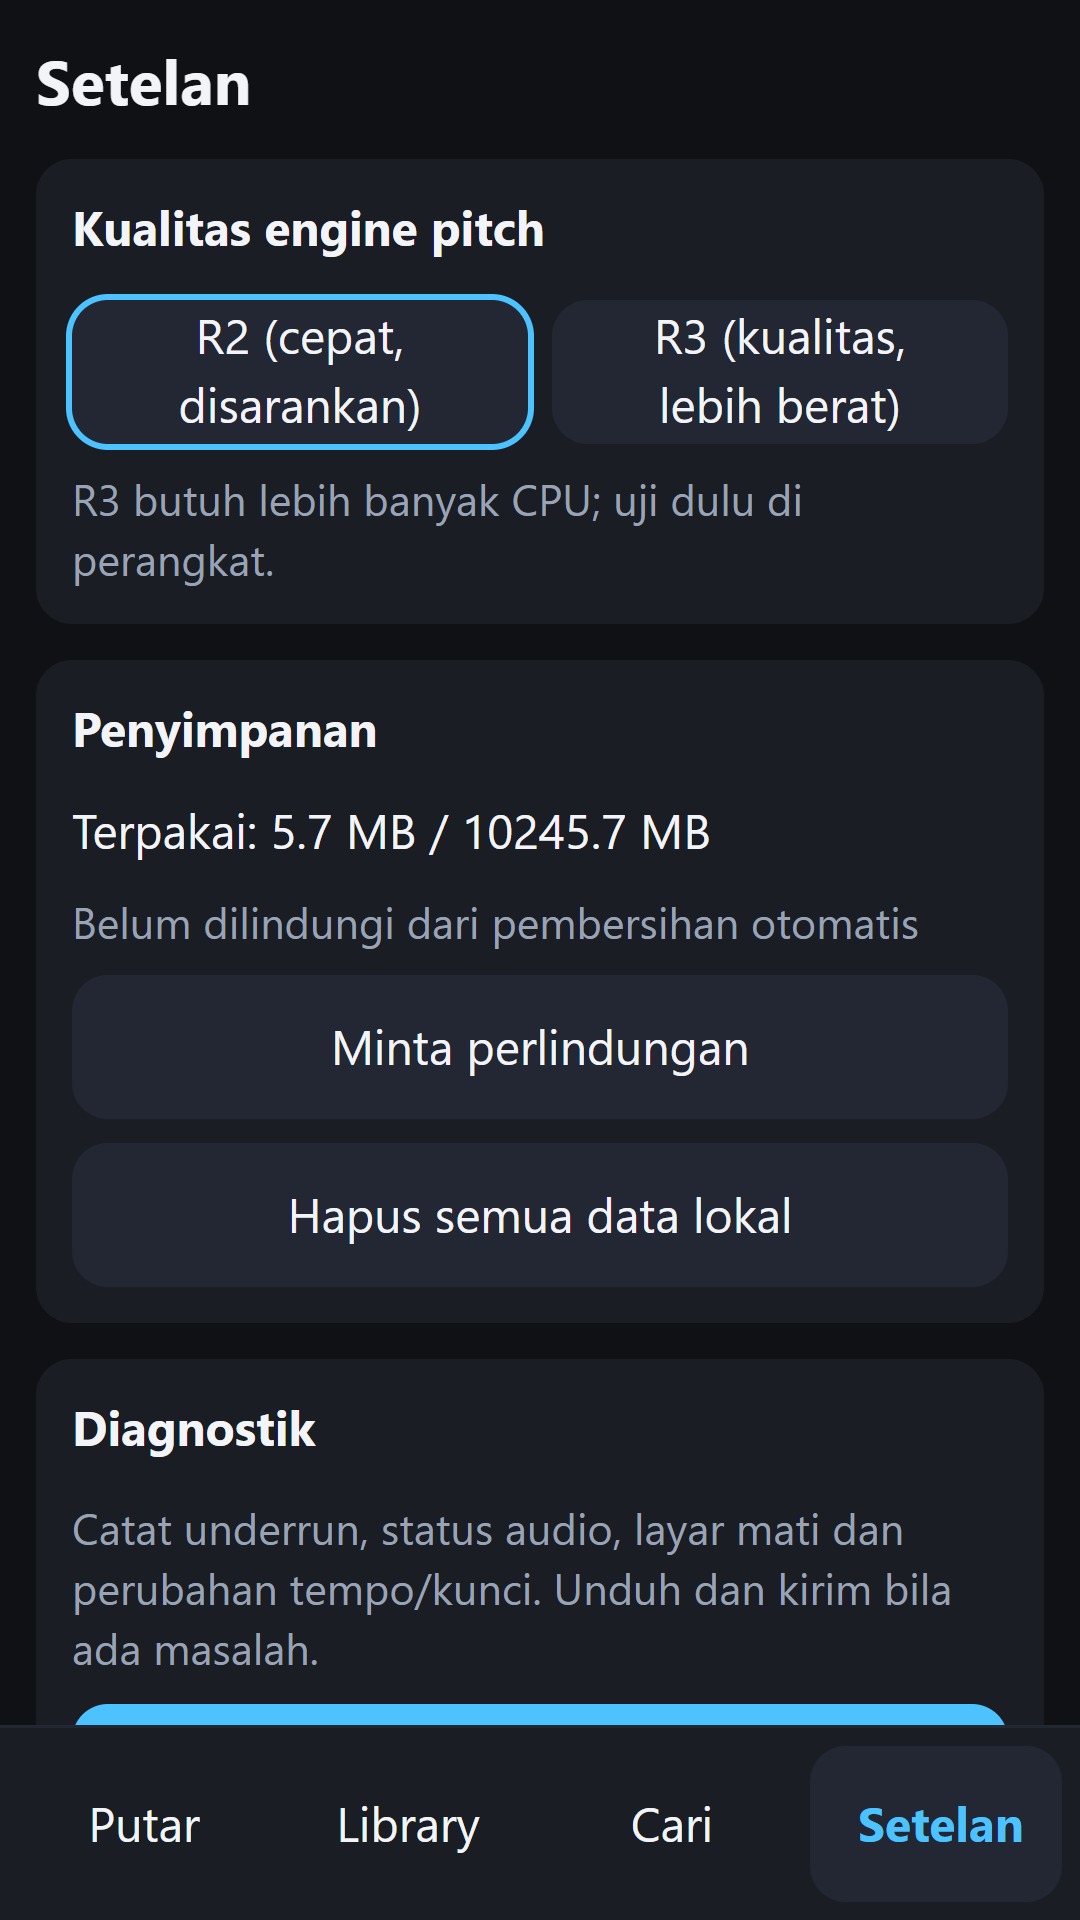 Setelan
Kualitas engine pitch
R2 (cepat,
disarankan)
R3 (kualitas,
lebih berat)
R3 butuh lebih banyak CPU; uji dulu di
perangkat.
Penyimpanan
Terpakai: 5.7 MB / 10245.7 MB
Belum dilindungi dari pembersihan otomatis
Minta perlindungan
Hapus semua data lokal
Diagnostik
Catat underrun, status audio, layar mati dan
perubahan tempo/kunci. Unduh dan kirim bila
ada masalah.
Putar
Library
Cari
Setelan